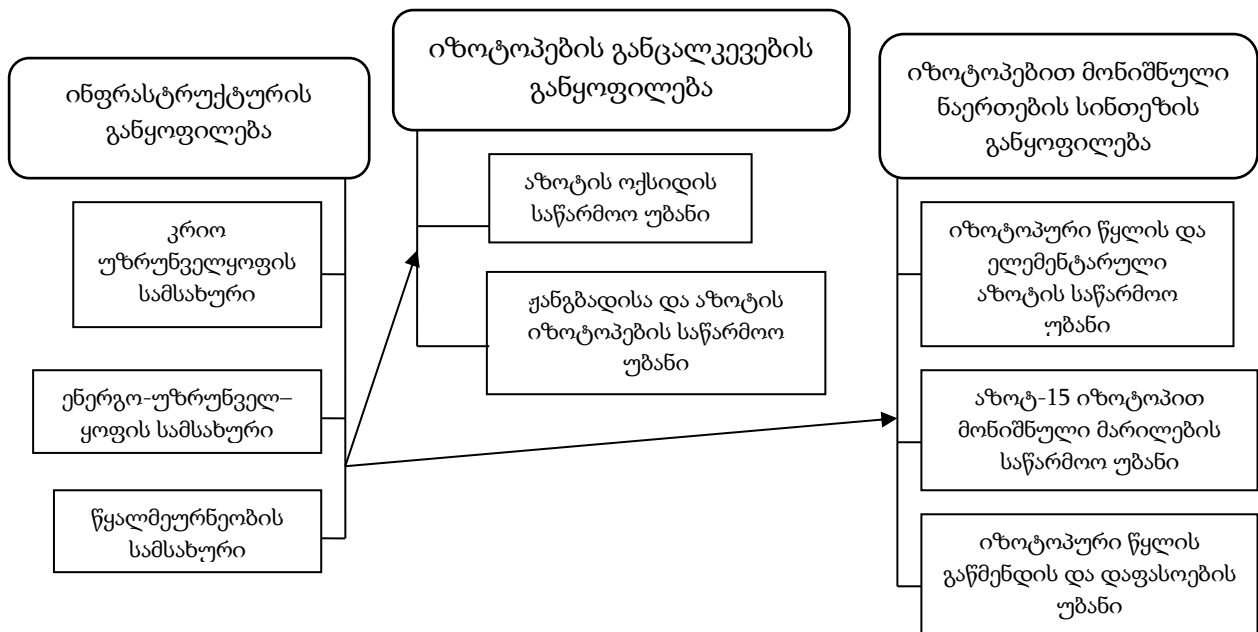 ინფრასტრუქტურის
განყოფილება
კრიო
უზრუნველყოფის
სამსახური
ენერგო-უზრუნველ–
ყოფის სამსახური
წყალმეურნეობის
სამსახური
იზოტოპების განცალკევების
განყოფილება
აზოტის ოქსიდის
საწარმოო უბანი
ჟანგბადისა და აზოტის
იზოტოპების საწარმოო
უბანი
იზოტოპებით მონიშნული
ნაერთების სინთეზის
განყოფილება
იზოტოპური წყლის და
ელემენტარული
აზოტის საწარმოო
უბანი
აზოტ-15 იზოტოპით
მონიშნული მარილების
საწარმოო უბანი
იზოტოპური წყლის
გაწმენდის და დაფასოების
უბანი